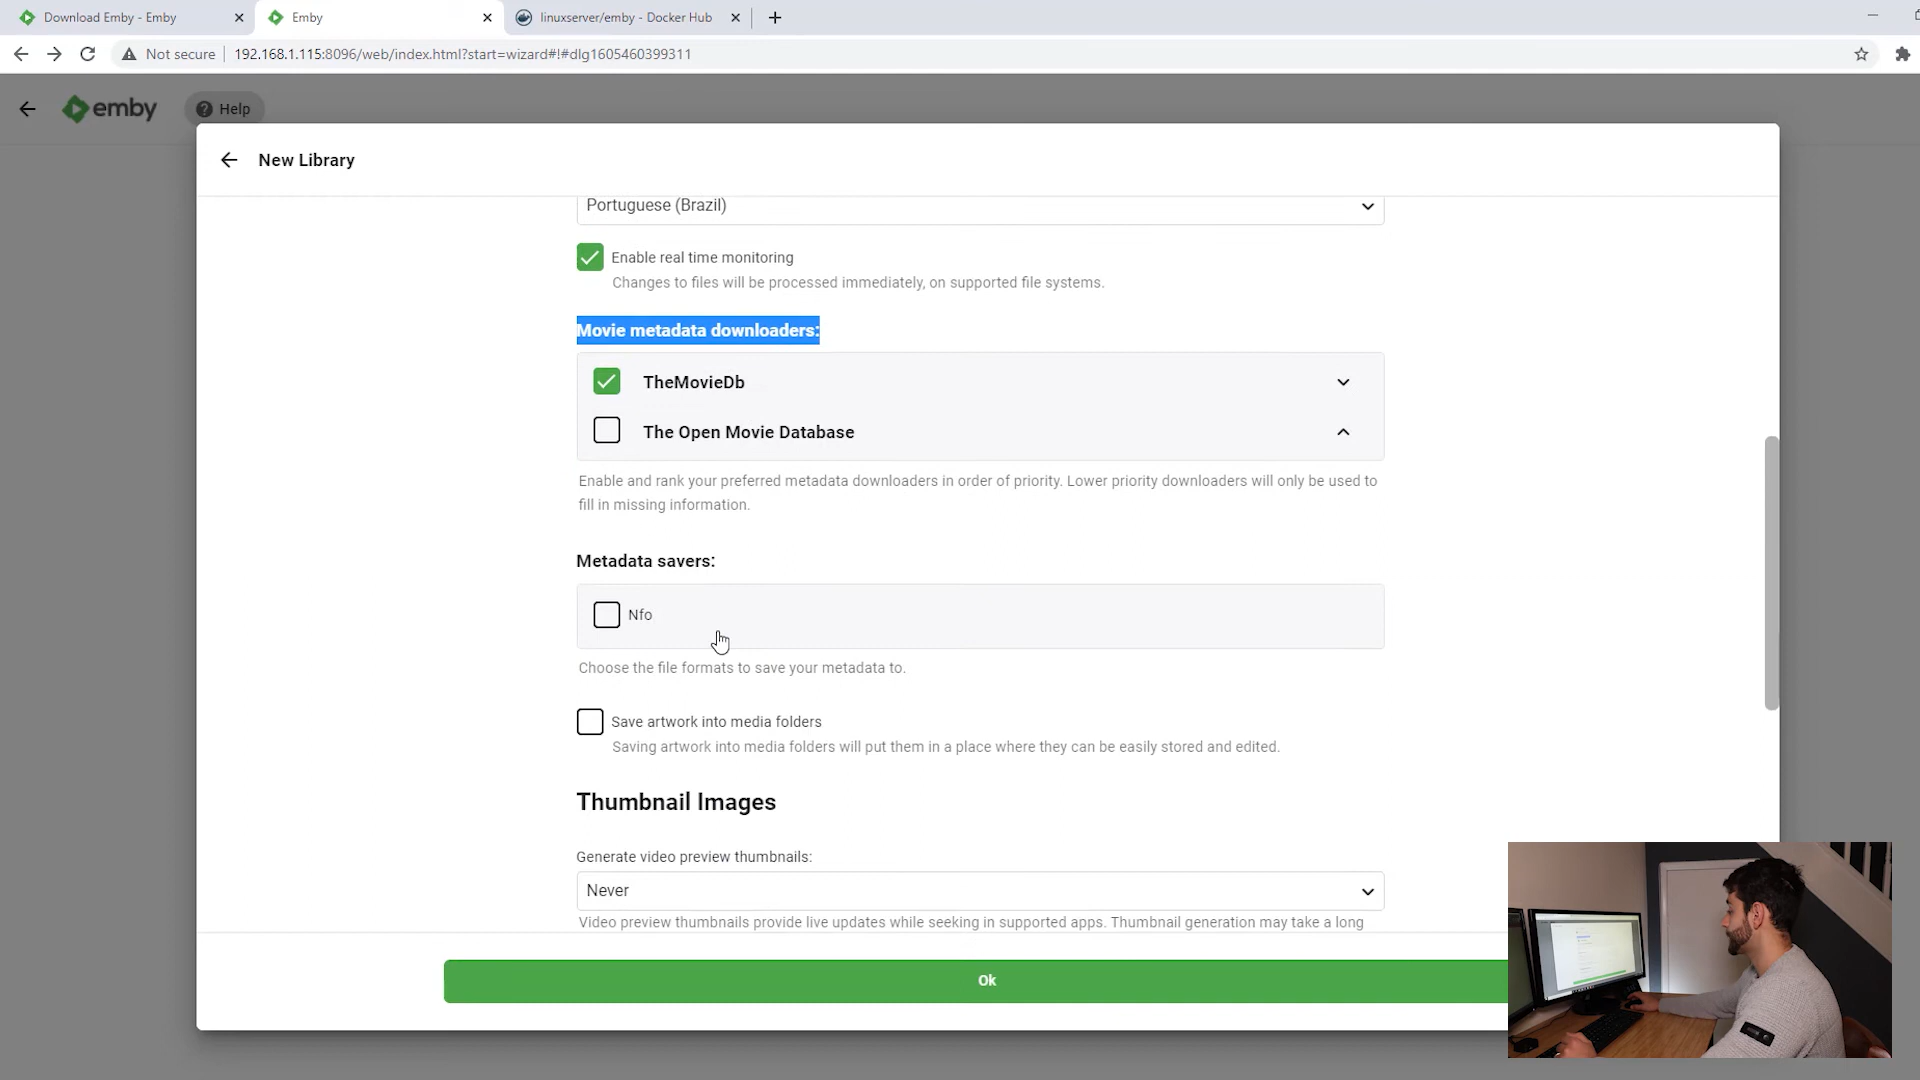 Download Emby - Emby
Emby
linuxserver/emby - Docker Hub
Not secure
192.168.1.115:8096/web/index.html?start=wizard#!#dlg1605460399311
emby
Help
New Library
Portuguese (Brazil)
Enable real time monitoring
Changes to files will be processed immediately, on supported file systems.
Movie metadata downloaders:
TheMovieDb
The Open Movie Database
Enable and rank your preferred metadata downloaders in order of priority. Lower priority downloaders will only be used to
fill in missing information.
Metadata savers:
Nfo
Choose the file formats to save your metadata to.
Save artwork into media folders
Saving artwork into media folders will put them in a place where they can be easily stored and edited.
Thumbnail Images
Generate video preview thumbnails:
Never
Video preview thumbnails provide live updates while seeking in supported apps. Thumbnail generation may take a long
Ok